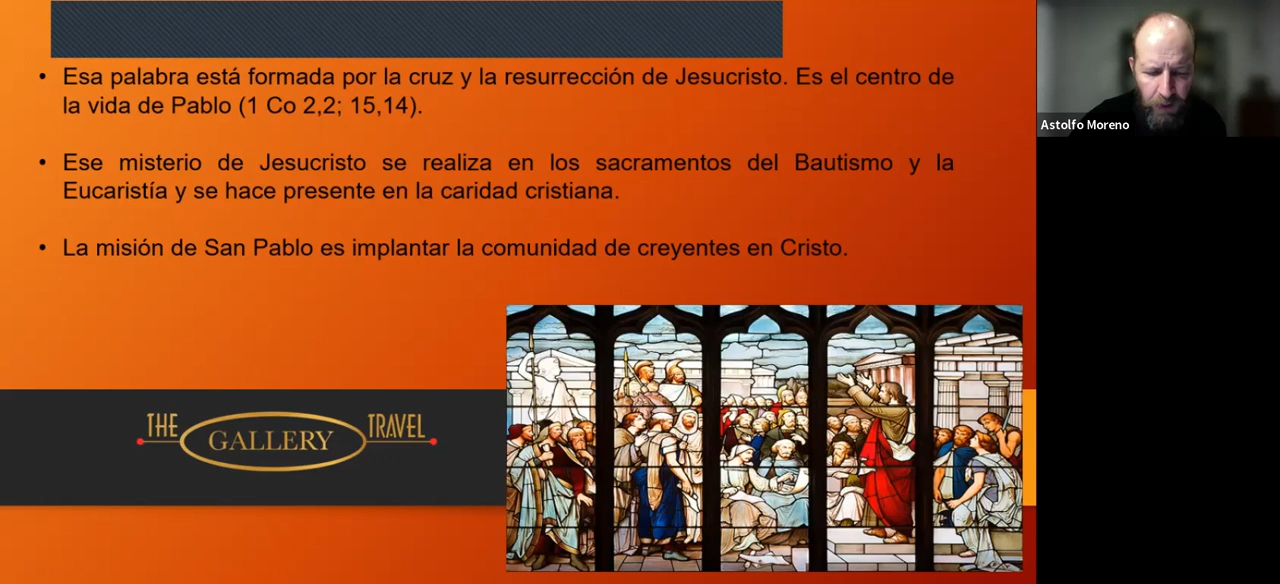 • Esa palabra está formada por la cruz y la resurrección de Jesucristo. Es el centro de
la vida de Pablo (1 Co 2,2; 15,14).
• Ese misterio de Jesucristo se realiza en los sacramentos del Bautismo y la
Eucaristía y se hace presente en la caridad cristiana.
• La misión de San Pablo es implantar la comunidad de creyentes en Cristo.
THE GALLERY TRAVEL
Astolfo Moreno